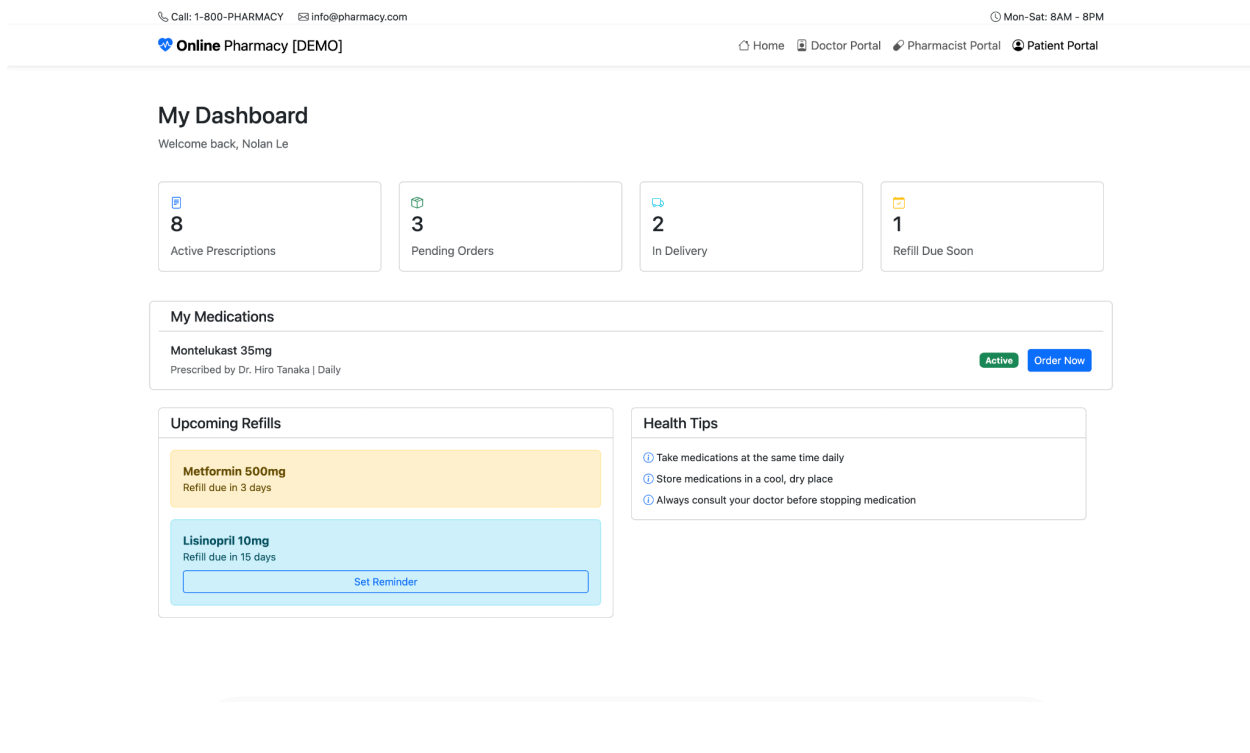 Call: 1-800-PHARMACY info@pharmacy.com Mon-Sat: 8AM - 8PM
Online Pharmacy [DEMO] Home Doctor Portal Pharmacist Portal Patient Portal
My Dashboard
Welcome back, Nolan Le
8
Active Prescriptions
3
Pending Orders
2
In Delivery
1
Refill Due Soon
My Medications
Montelukast 35mg
Prescribed by Dr. Hiro Tanaka | Daily
Active Order Now
Upcoming Refills
Metformin 500mg
Refill due in 3 days
Lisinopril 10mg
Refill due in 15 days
Set Reminder
Health Tips
Take medications at the same time daily
Store medications in a cool, dry place
Always consult your doctor before stopping medication